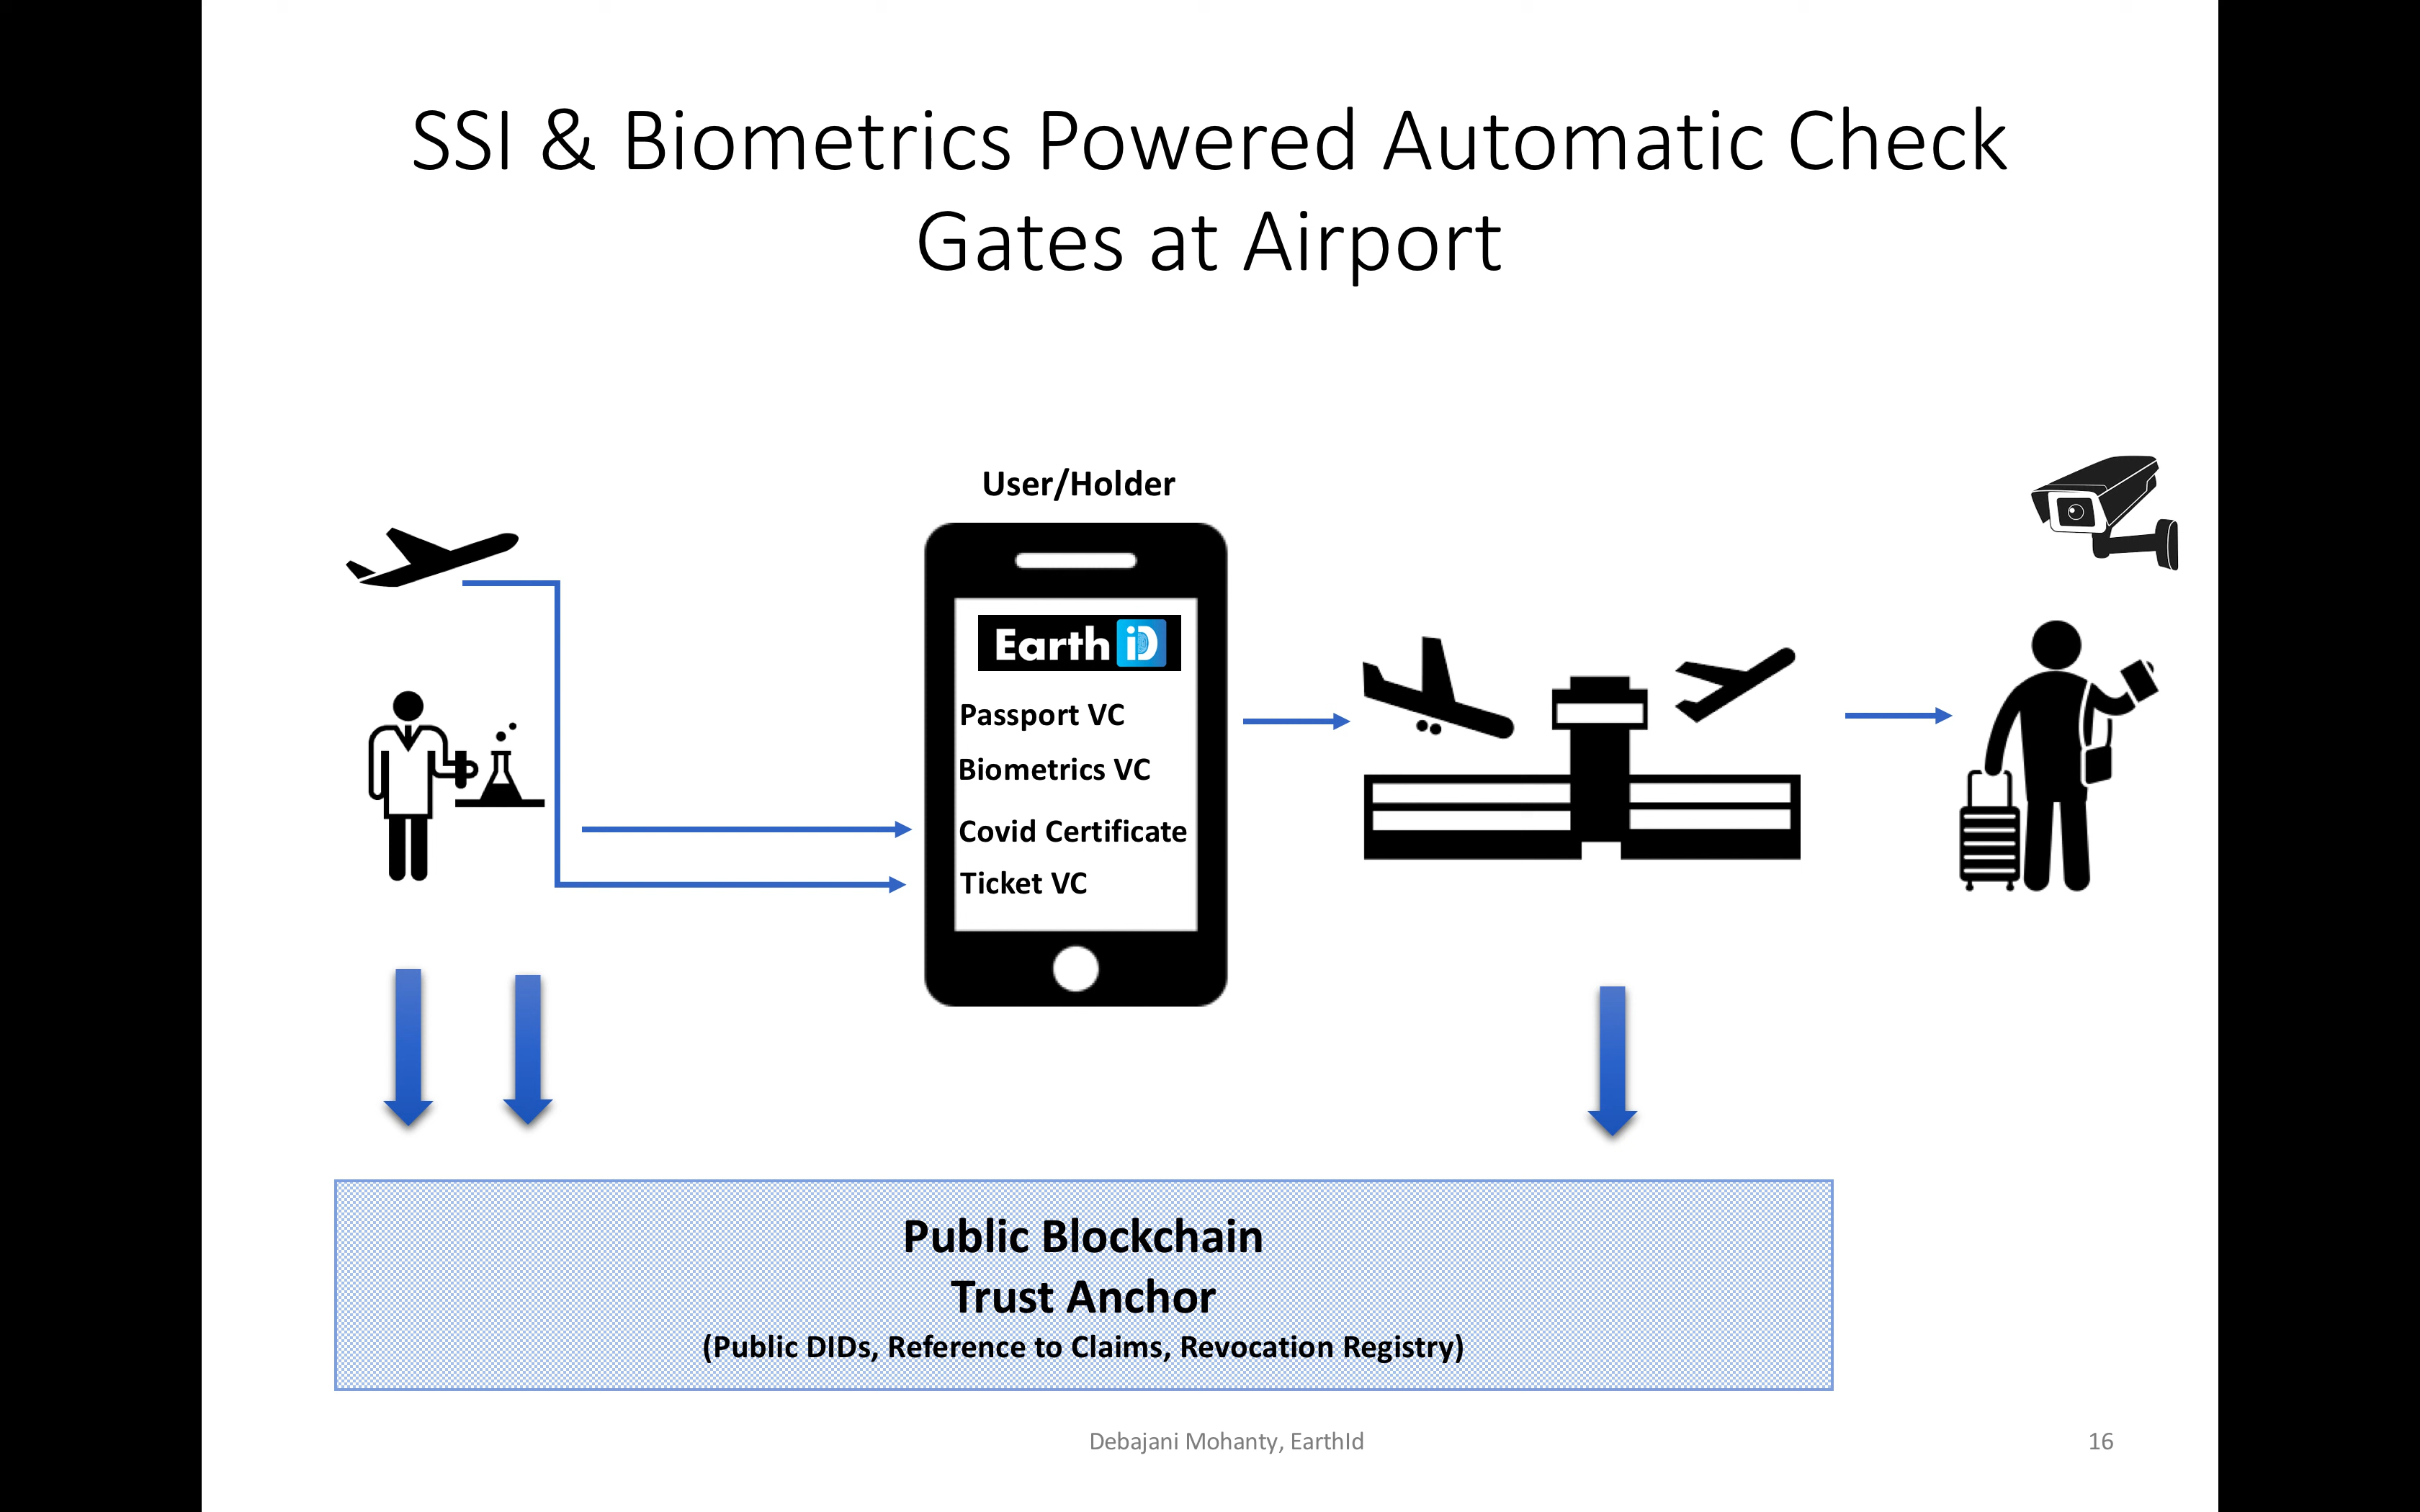 SSI & Biometrics Powered Automatic Check
Gates at Airport
User/Holder
Earth iD
Passport VC
Biometrics VC
Covid Certificate
Ticket VC
Public Blockchain
Trust Anchor
(Public DIDs, Reference to Claims, Revocation Registry)
Debajani Mohanty, EarthId
16